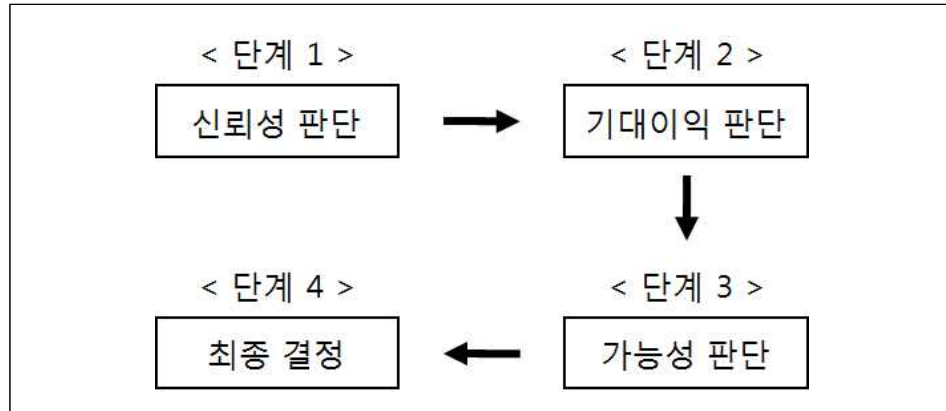 < 단계 1 >
신뢰성 판단
< 단계 2 >
기대이익 판단
< 단계 3 >
가능성 판단
< 단계 4 >
최종 결정